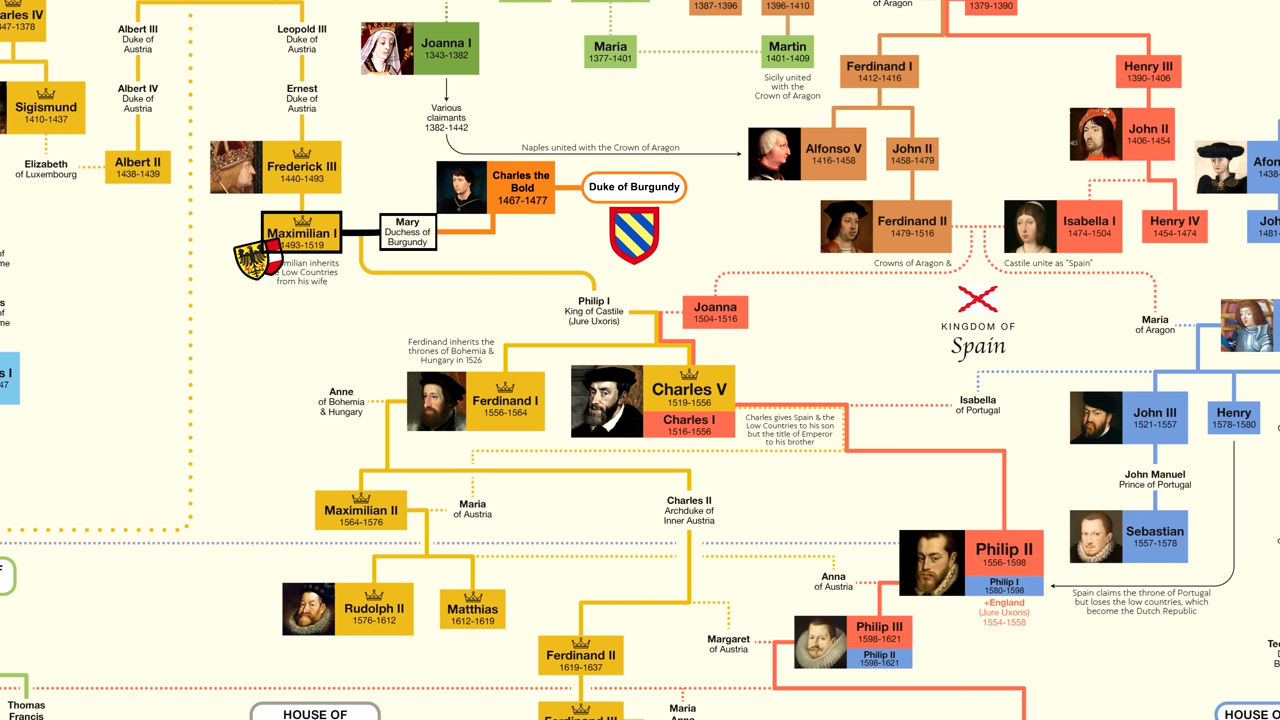 arles IV
347-1378
Albert III
Duke of
Austria
Leopold III
Duke of
Austria
Joanna I
1343-1382
1387-1396
1396-1410
of Aragon
1379-1390
Maria
1377-1401
Martin
1401-1409
Sicily united
with the
Crown of Aragon
Ferdinand I
1412-1416
Henry III
1390-1406
Sigismund
1410-1437
Albert IV
Duke of
Austria
Ernest
Duke of
Austria
Various
claimants
1382-1442
Naples united with the Crown of Aragon
Alfonso V
1416-1458
John II
1458-1479
John II
1406-1454
Afon
1438-
Elizabeth
of Luxembourg
Albert II
1438-1439
Frederick III
1440-1493
Charles the
Bold
1467-1477
Duke of Burgundy
Maximilian I
1493-1519
Mary
Duchess of
Burgundy
Ferdinand II
1479-1516
Isabella I
1474-1504
Henry IV
1454-1474
Joh
1481-
milian inherits
Low Countries
from his wife
Crowns of Aragon &
Castile unite as "Spain"
Philip I
King of Castile
(Jure Uxoris)
Joanna
1504-1516
KINGDOM OF
Spain
Maria
of Aragon
Ferdinand inherits the
thrones of Bohemia &
Hungary in 1526
s I
47
Anne
of Bohemia
& Hungary
Ferdinand I
1556-1564
Charles V
1519-1556
Charles I
1516-1556
Charles gives Spain & the
Low Countries to his son
but the title of Emperor
to his brother
Isabella
of Portugal
John III
1521-1557
Henry
1578-1580
Maximilian II
1564-1576
Maria
of Austria
Charles II
Archduke of
Inner Austria
John Manuel
Prince of Portugal
Sebastian
1557-1578
Philip II
1556-1598
Philip I
1580-1598
+England
(Jure Uxoris)
1554-1558
Anna
of Austria
Spain claims the throne of Portugal
but loses the low countries, which
become the Dutch Republic
Rudolph II
1576-1612
Matthias
1612-1619
Philip III
1598-1621
Philip II
1598-1621
Margaret
of Austria
Ferdinand II
1619-1637
Thomas
Francis
HOUSE OF
Ferdinand III
Maria
Anna
HOUSE O